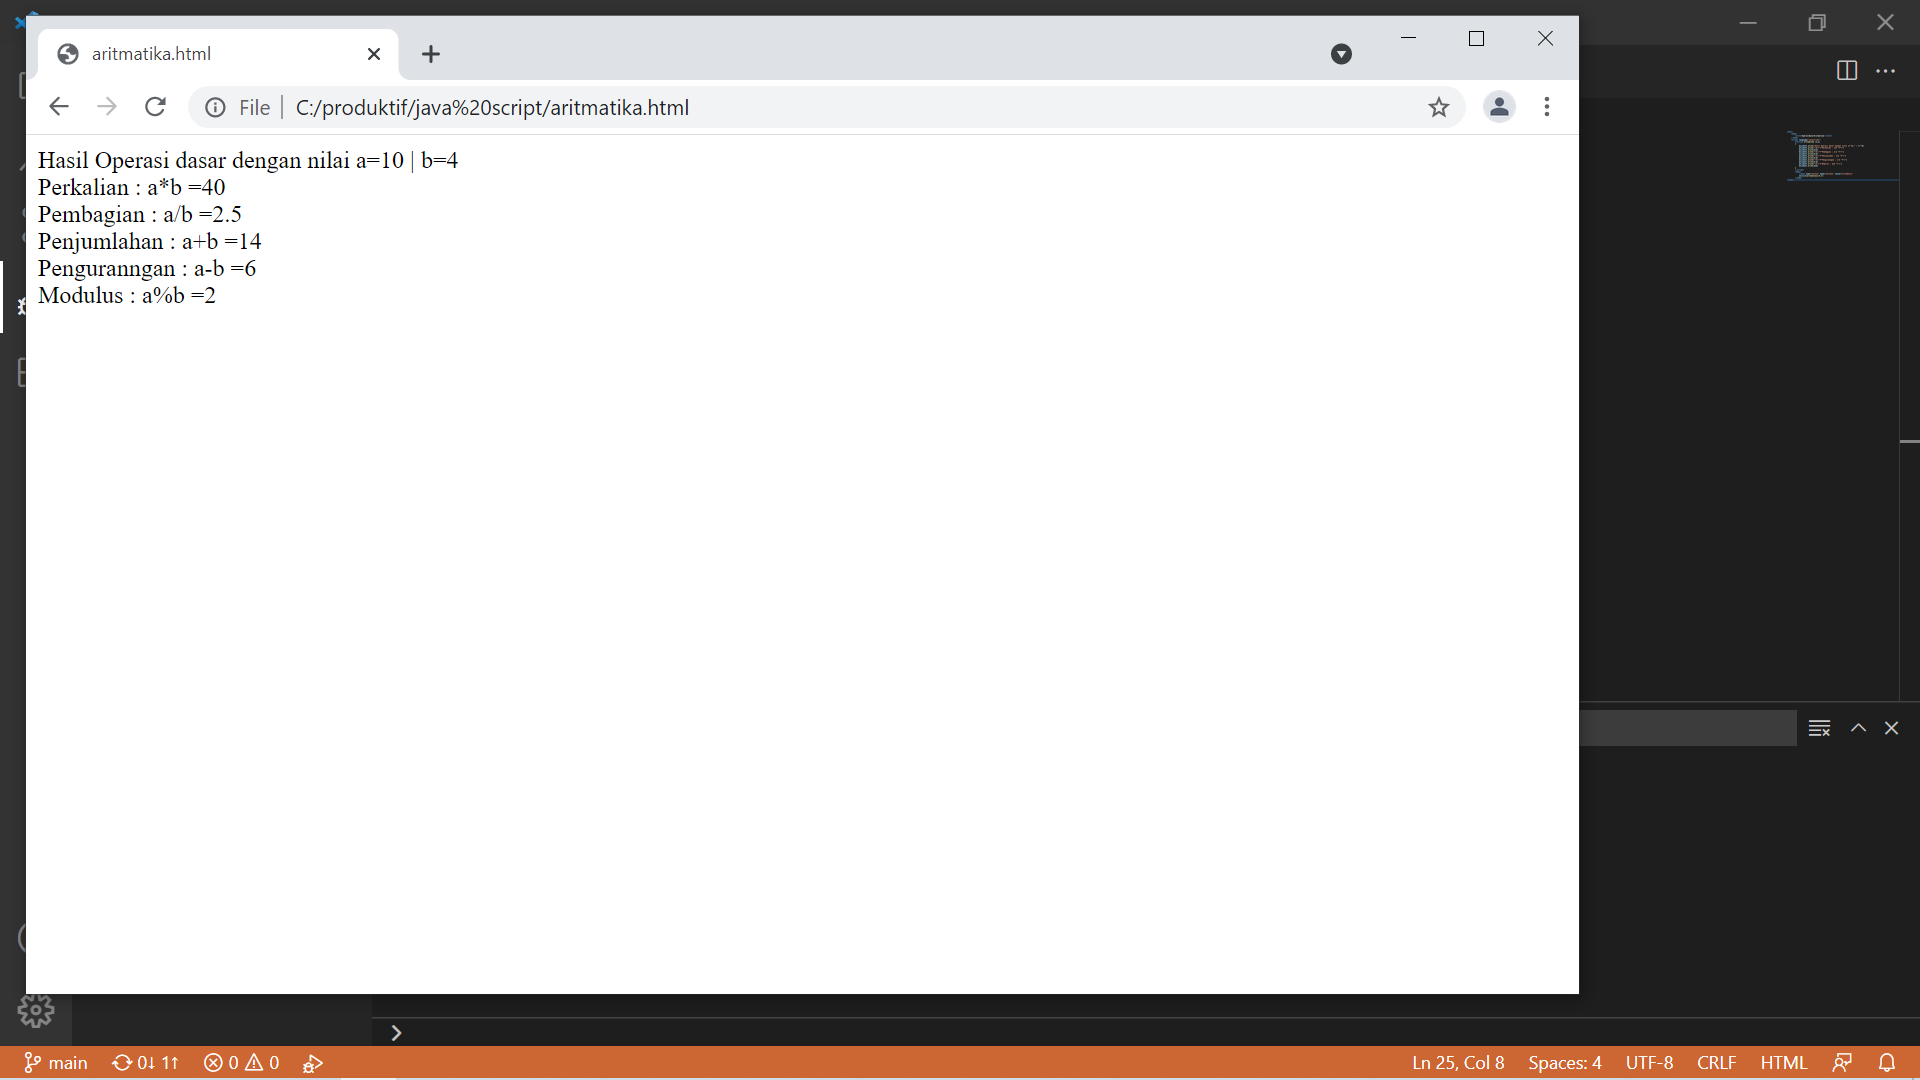 aritmatika.html
File | C:/produktif/java%20script/aritmatika.html
Hasil Operasi dasar dengan nilai a=10 | b=4
Perkalian : a*b =40
Pembagian : a/b =2.5
Penjumlahan : a+b =14
Penguranngan : a-b =6
Modulus : a%b =2
main 0↓ 1↑ 0 0 Ln 25, Col 8 Spaces: 4 UTF-8 CRLF HTML